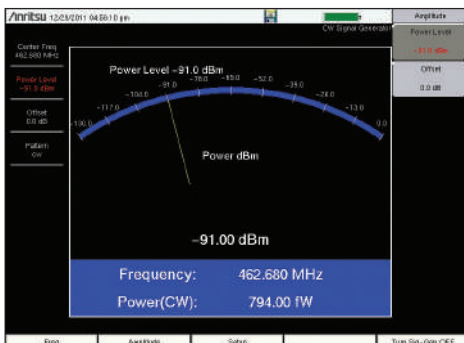 /inritsu 12/23/2011 04:56:10 pm
CW Signal Generator
Amplitude
Center Freq
462.680 MHz
Power Level
-91.0 dBm
Offset
0.0 dB
Pattern
CW
Power Level
-91.0 dBm
Offset
0.0 dB
Power Level -91.0 dBm
-130.0
-117.0
-104.0
-91.0
-78.0
-65.0
-52.0
-39.0
-26.0
-13.0
0.0
Power dBm
-91.00 dBm
Frequency: 462.680 MHz
Power(CW): 794.00 fW
Freq
Amplitude
Setup
Turn Sig-Gen OFF